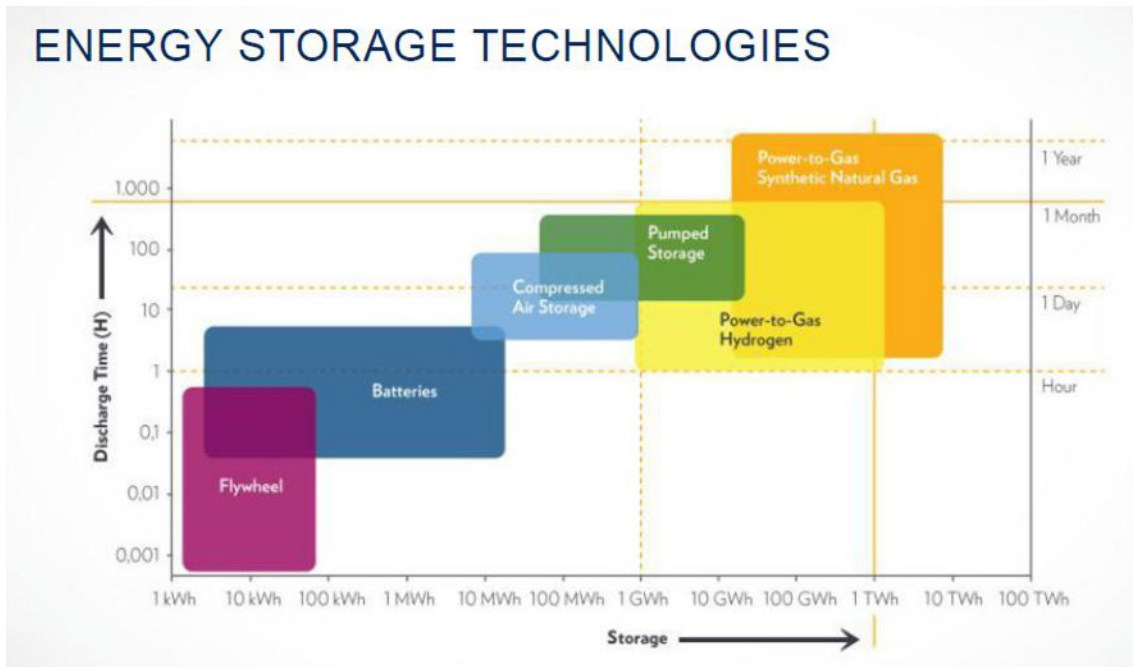 ENERGY STORAGE TECHNOLOGIES
Power-to-Gas
Synthetic Natural Gas
1 Year
1.000
Pumped
Storage
1 Month
100
Compressed
Air Storage
1 Day
10
Power-to-Gas
Hydrogen
1
Hour
Batteries
0,1
Flywheel
0,01
0,001
Discharge Time (H)
1 kWh 10 kWh 100 kWh 1 MWh 10 MWh 100 MWh 1 GWh 10 GWh 100 GWh 1 TWh 10 TWh 100 TWh
Storage